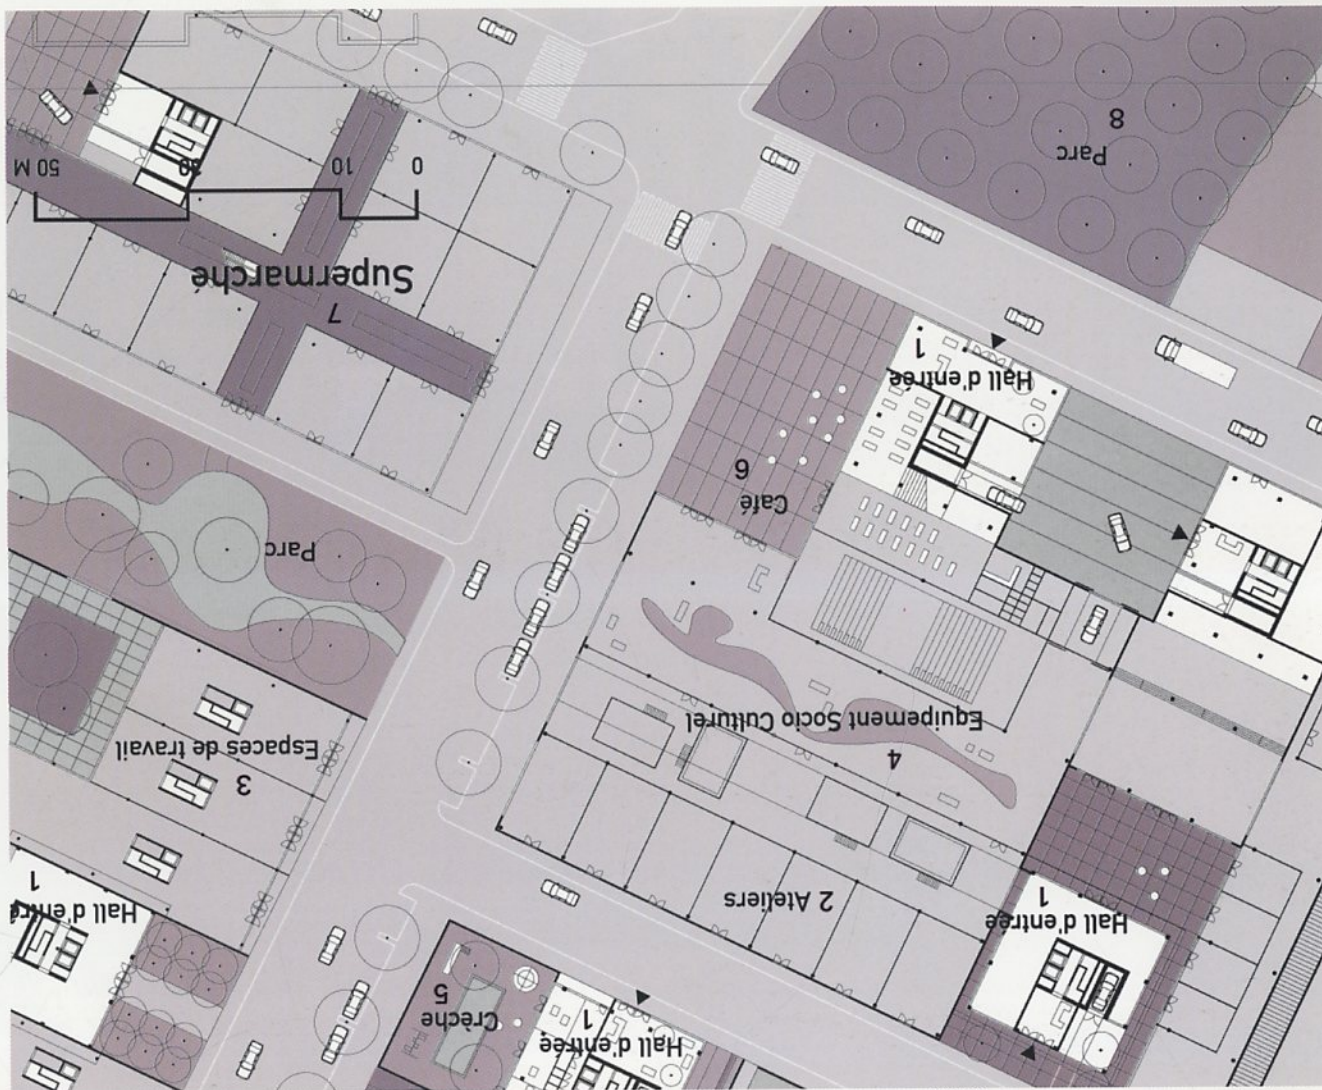 Hall d'entrée
1
Crèche
5
Hall d'entrée
1
2 Ateliers
Hall d'entré
1
3
Espaces de travail
4
Equipement Socio Culturel
Parc
Café
6
Hall d'entrée
1
7
Supermarché
0 10 20 50 M
Parc
8